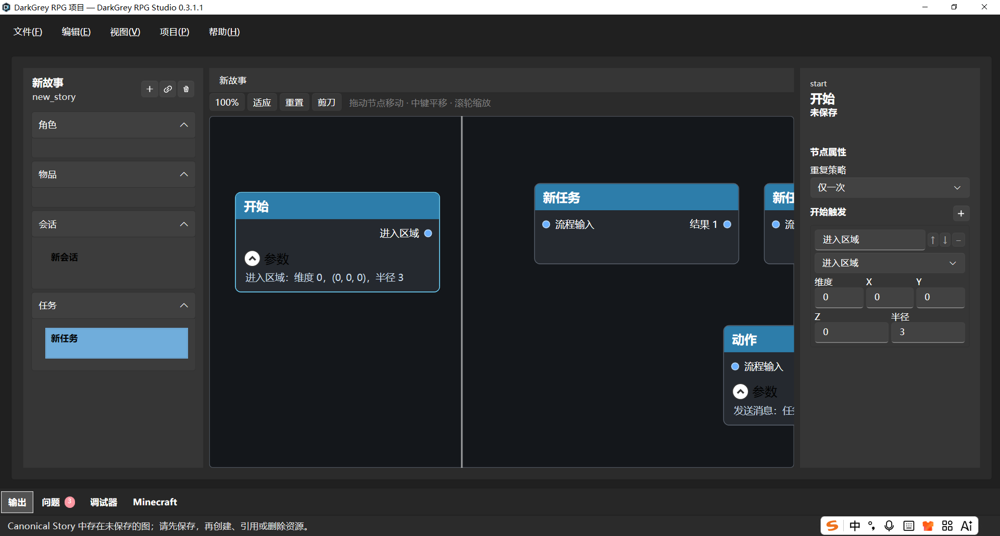 DarkGrey RPG 项目 — DarkGrey RPG Studio 0.3.1.1
文件(F) 编辑(E) 视图(V) 项目(P) 帮助(H)
新故事
new_story
角色
物品
会话
新会话
任务
新任务
新故事
100% 适应 重置 剪刀 拖动节点移动 · 中键平移 · 滚轮缩放
开始
进入区域
参数
进入区域：维度 0，(0, 0, 0)，半径 3
新任务
流程输入 结果 1
新任
流
动作
流程输入
参数
发送消息：任
start
开始
未保存
节点属性
重复策略
仅一次
开始触发
进入区域
进入区域
维度 X Y
0 0 0
Z 半径
0 3
输出 问题 3 调试器 Minecraft
Canonical Story 中存在未保存的图；请先保存，再创建、引用或删除资源。
中